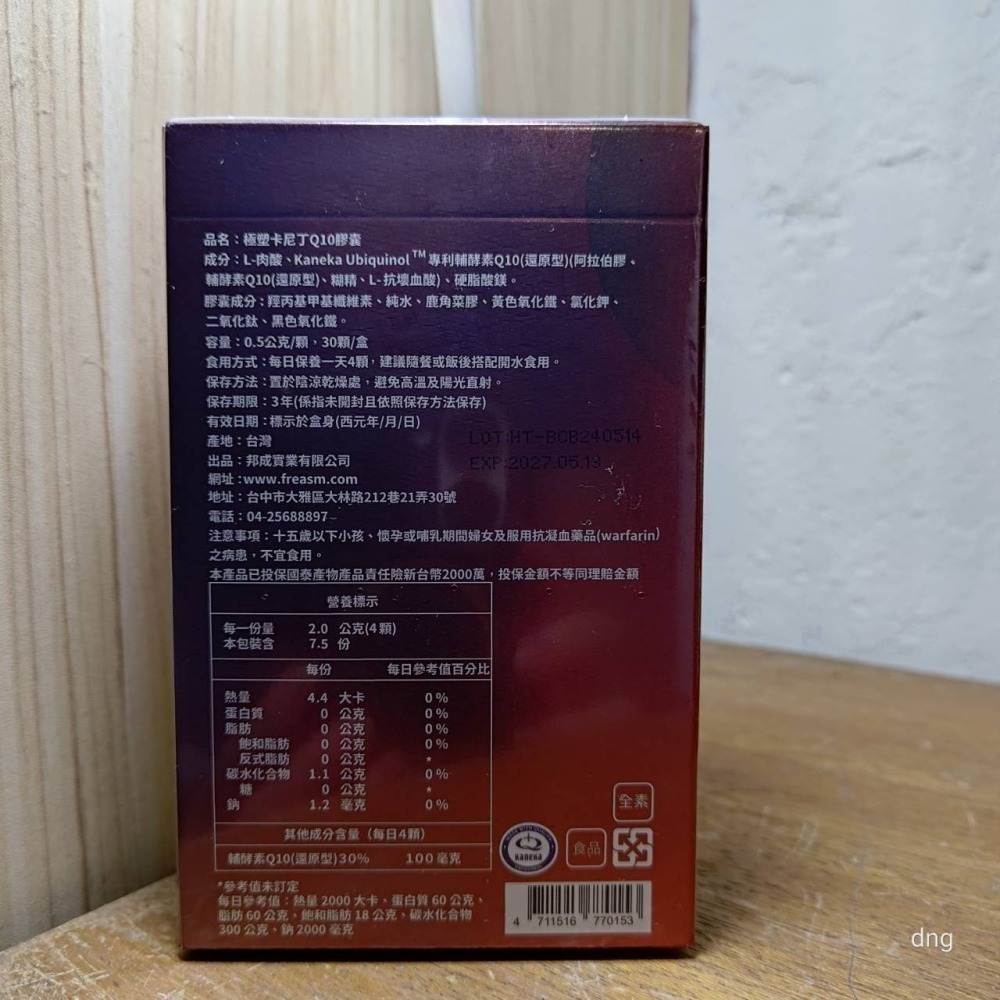 品名：極塑卡尼丁Q10膠囊
成分：L-肉酸、Kaneka Ubiquinol™專利輔酵素Q10(還原型)(阿拉伯膠、
輔酵素Q10(還原型)、糊精、L-抗壞血酸)、硬脂酸鎂。
膠囊成分：羥丙基甲基纖維素、純水、鹿角菜膠、黃色氧化鐵、氯化鉀、
二氧化鈦、黑色氧化鐵。
容量：0.5公克/顆，30顆/盒
食用方式：每日保養一天4顆，建議隨餐或飯後搭配開水食用。
保存方法：置於陰涼乾燥處，避免高溫及陽光直射。
保存期限：3年(係指未開封且依照保存方法保存)
有效日期：標示於盒身(西元年/月/日)
產地：台灣
LOT:HT-BCB240514
EXP:2027.05.13
出品：邦成實業有限公司
網址:www.freasm.com
地址：台中市大雅區大林路212巷21弄30號
電話：04-25688897
注意事項：十五歲以下小孩、懷孕或哺乳期間婦女及服用抗凝血藥品(warfarin)
之病患，不宜食用。
本產品已投保國泰產物產品責任險新台幣2000萬，投保金額不等同理賠金額
營養標示
每一份量 2.0 公克(4顆)
本包裝含 7.5 份
每份 每日參考值百分比
熱量 4.4 大卡 0%
蛋白質 0 公克 0%
脂肪 0 公克 0%
飽和脂肪 0 公克 0%
反式脂肪 0 公克 *
碳水化合物 1.1 公克 0%
糖 0 公克 *
鈉 1.2 毫克 0%
其他成分含量（每日4顆）
輔酵素Q10(還原型)30% 100毫克
*參考值未訂定
每日參考值：熱量 2000 大卡、蛋白質 60 公克、
脂肪 60 公克、飽和脂肪 18 公克、碳水化合物
300 公克、鈉 2000 毫克
全素
kaneka
食品
4 711516 770153
dng